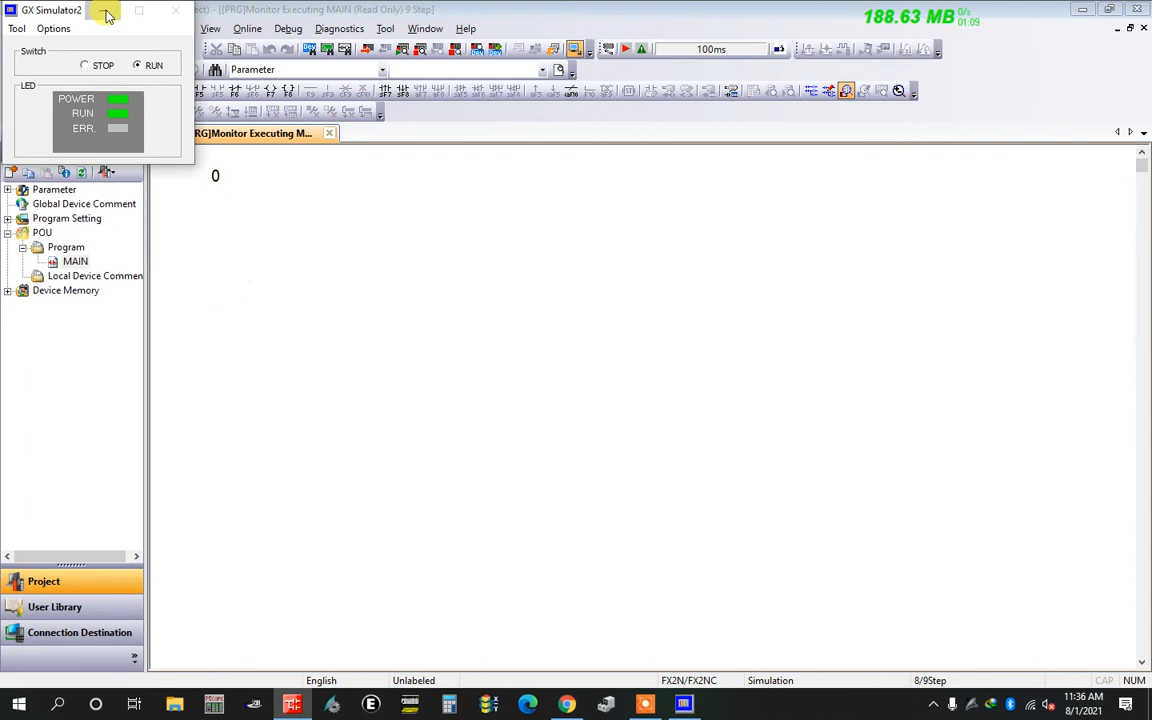 GX Simulator2
ect) - [[PRG]Monitor Executing MAIN (Read Only) 9 Step]
188.63 MB 0/s 01:09
Tool Options
View Online Debug Diagnostics Tool Window Help
Switch
STOP RUN
100ms
Parameter
LED
POWER
RUN
ERR.
PRG]Monitor Executing M...
0
Parameter
Global Device Comment
Program Setting
POU
Program
MAIN
Local Device Commen
Device Memory
Project
User Library
Connection Destination
English Unlabeled FX2N/FX2NC Simulation 8/9Step CAP NUM
11:36 AM
8/1/2021